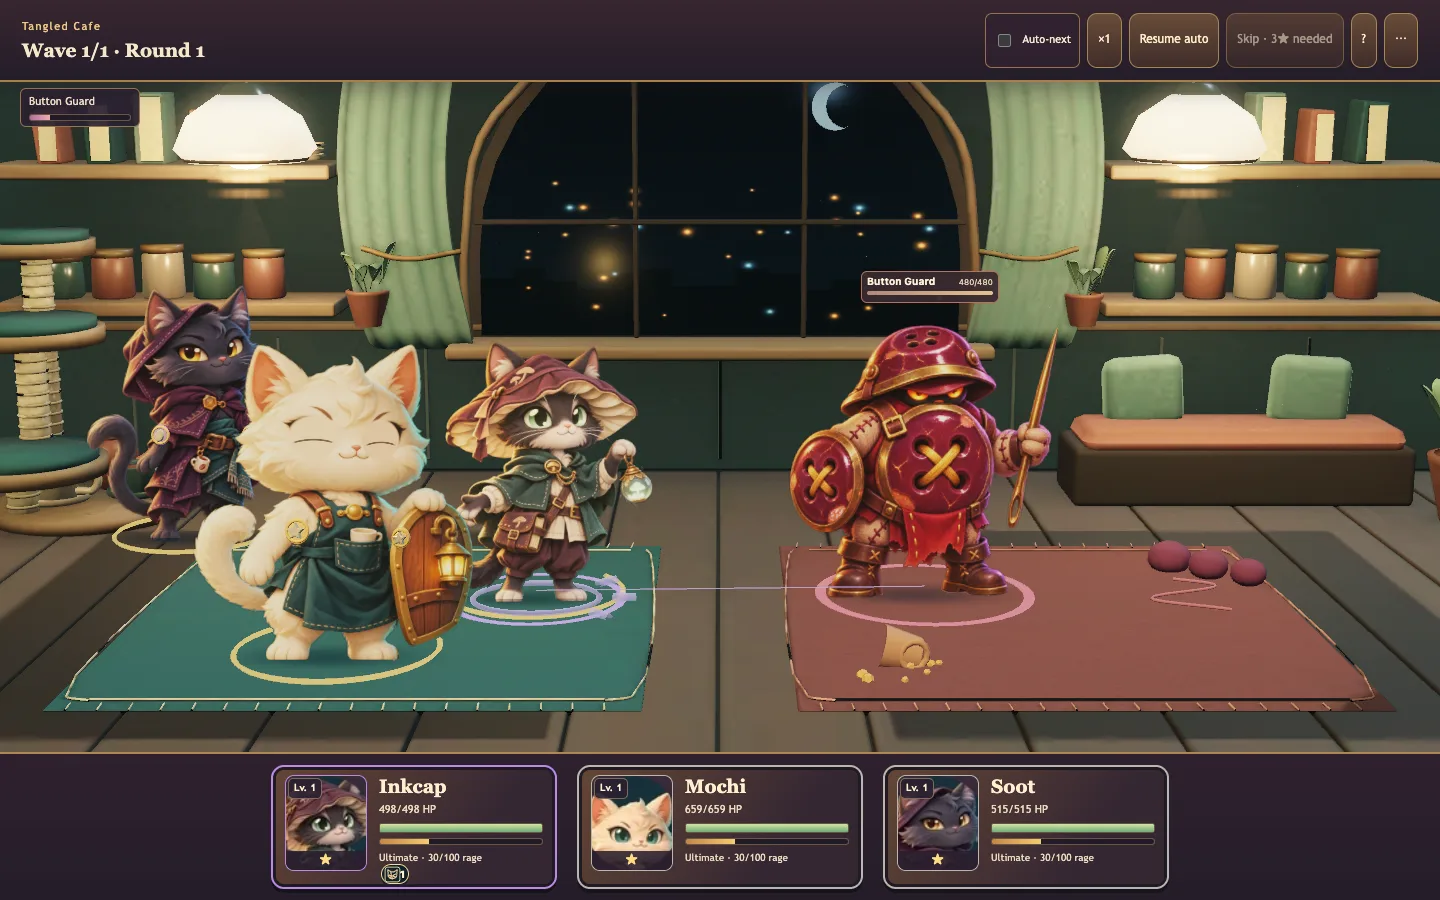 Tangled Cafe
Wave 1/1 · Round 1
Auto-next
×1
Resume auto
Skip · 3★ needed
?
...
Button Guard
Button Guard 480/480
Lv. 1
Inkcap
498/498 HP
Ultimate · 30/100 rage
1
Lv. 1
Mochi
659/659 HP
Ultimate · 30/100 rage
Lv. 1
Soot
515/515 HP
Ultimate · 30/100 rage